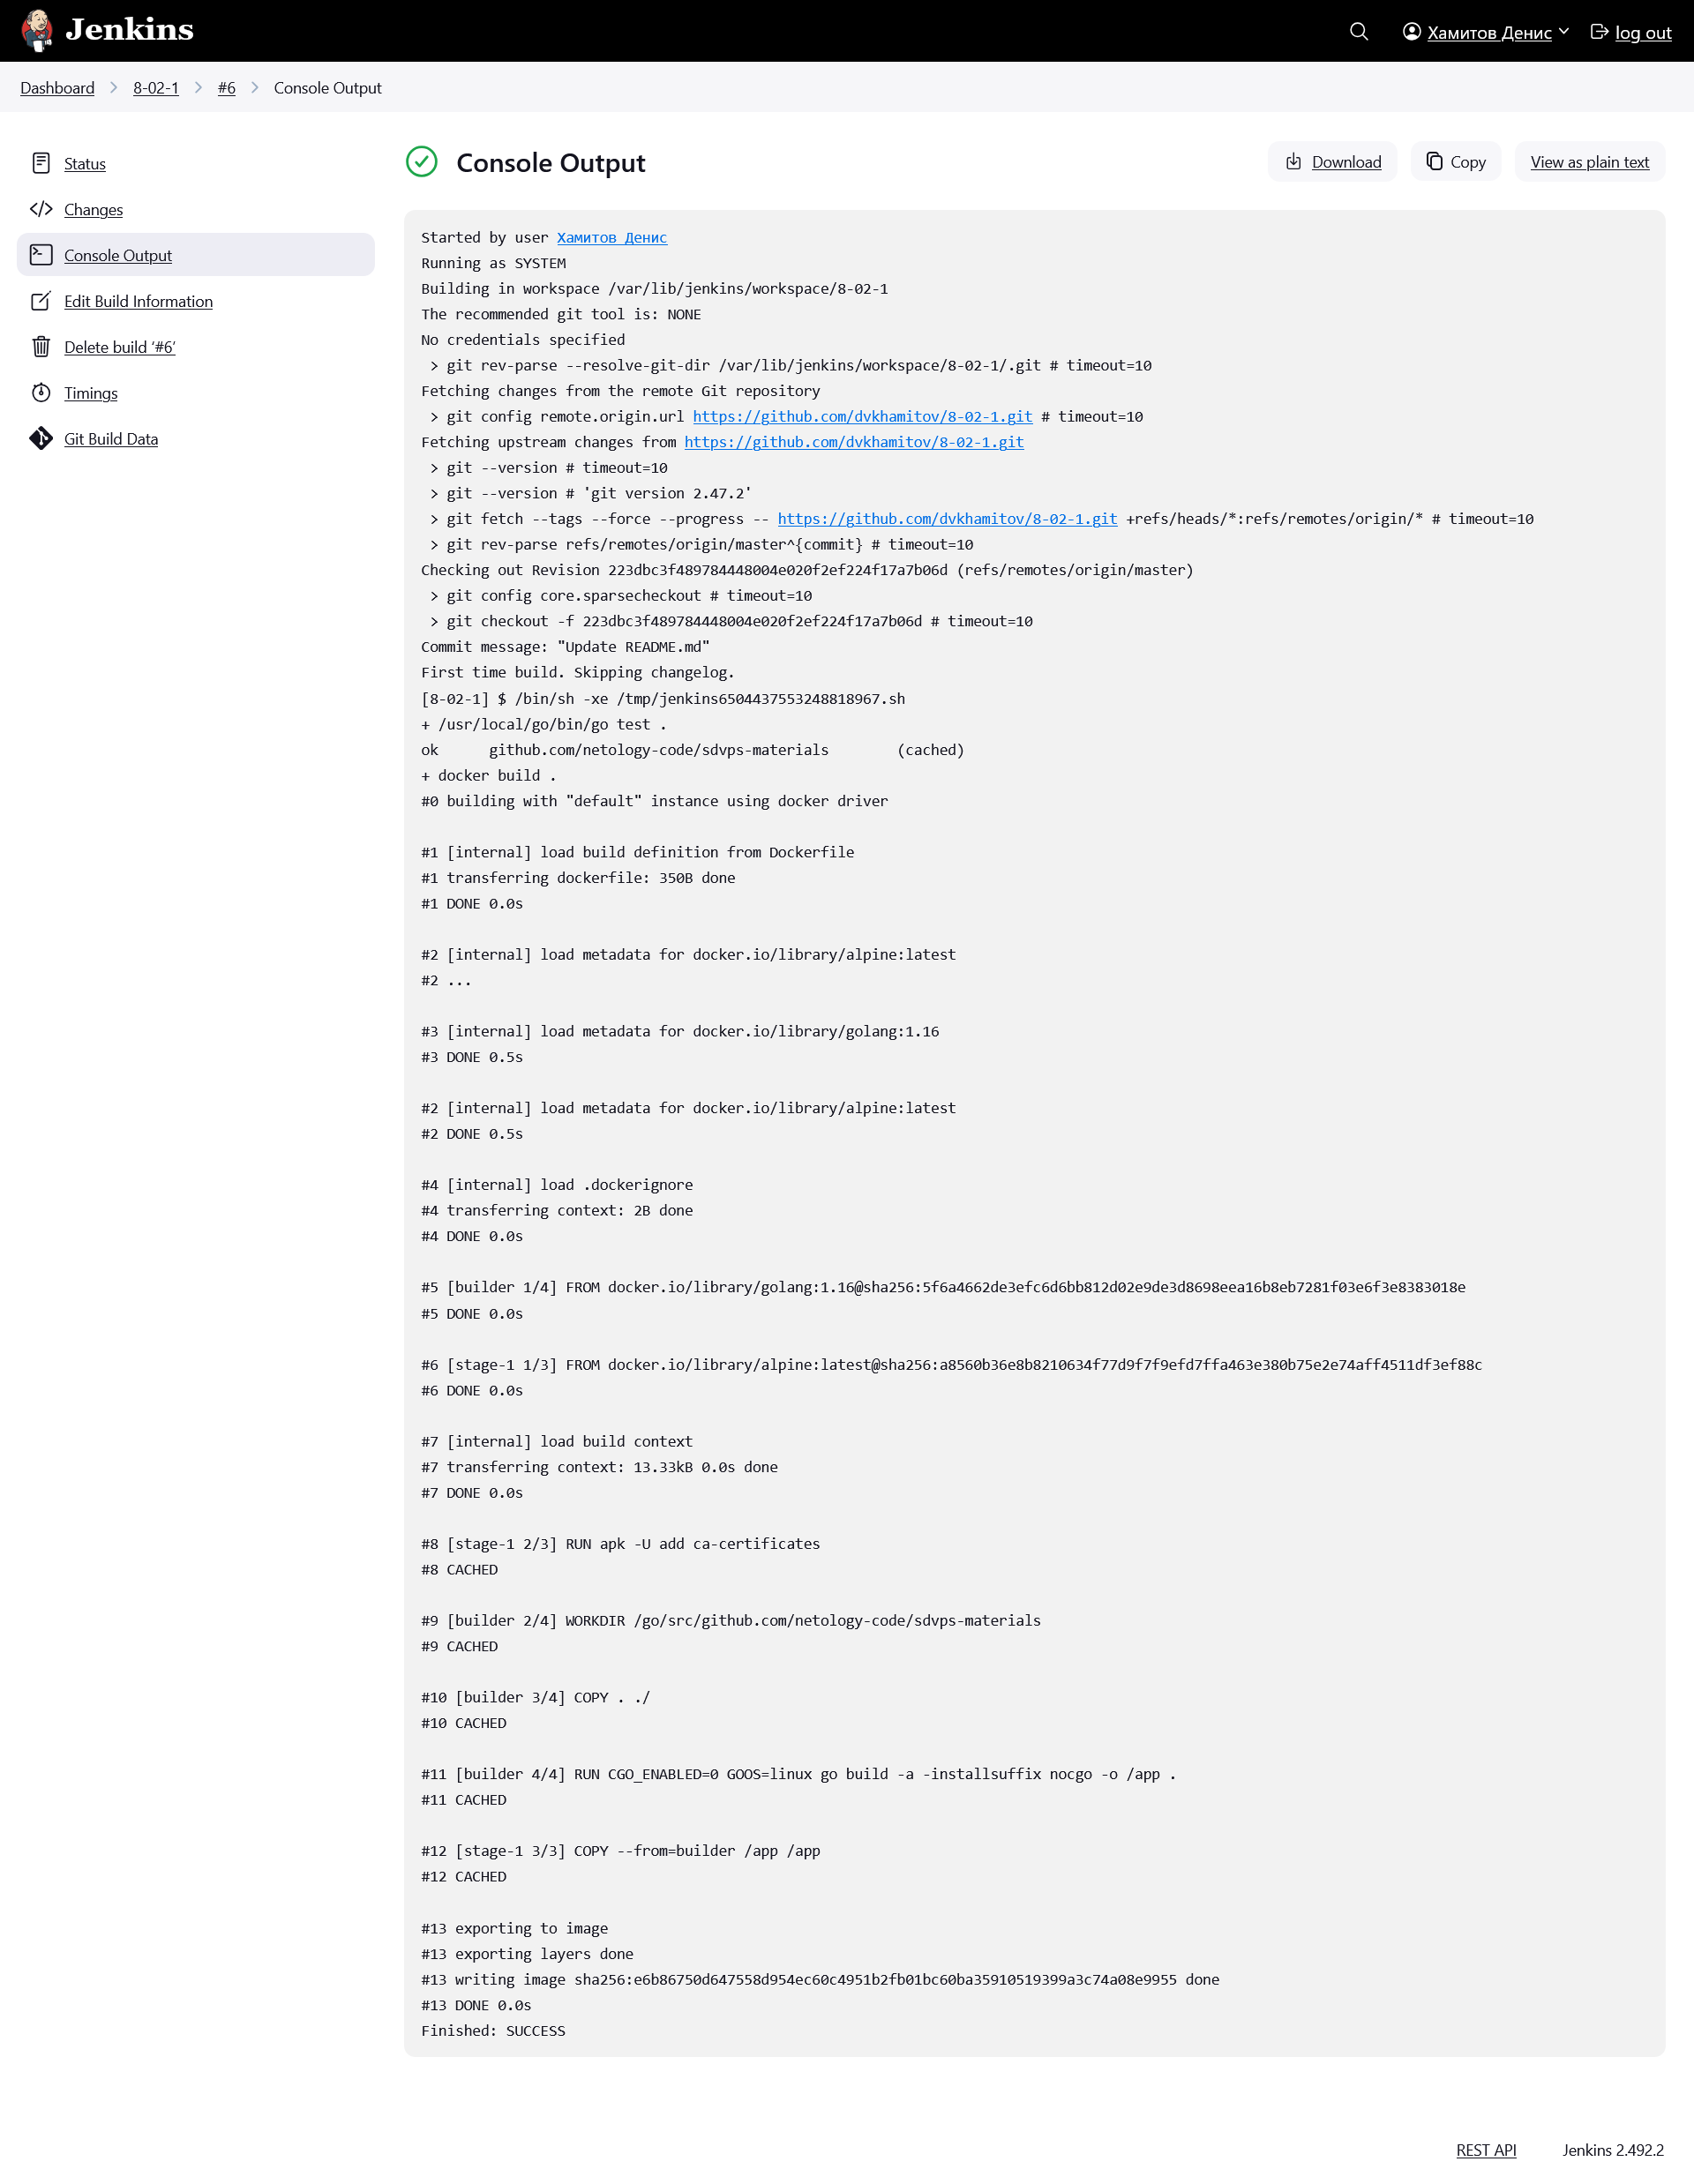 Jenkins
Хамитов Денис
log out
Dashboard > 8-02-1 > #6 > Console Output
Status
Changes
Console Output
Edit Build Information
Delete build ‘#6’
Timings
Git Build Data
Console Output
Download
Copy
View as plain text
Started by user Хамитов Денис
Running as SYSTEM
Building in workspace /var/lib/jenkins/workspace/8-02-1
The recommended git tool is: NONE
No credentials specified
 > git rev-parse --resolve-git-dir /var/lib/jenkins/workspace/8-02-1/.git # timeout=10
Fetching changes from the remote Git repository
 > git config remote.origin.url https://github.com/dvkhamitov/8-02-1.git # timeout=10
Fetching upstream changes from https://github.com/dvkhamitov/8-02-1.git
 > git --version # timeout=10
 > git --version # 'git version 2.47.2'
 > git fetch --tags --force --progress -- https://github.com/dvkhamitov/8-02-1.git +refs/heads/*:refs/remotes/origin/* # timeout=10
 > git rev-parse refs/remotes/origin/master^{commit} # timeout=10
Checking out Revision 223dbc3f489784448004e020f2ef224f17a7b06d (refs/remotes/origin/master)
 > git config core.sparsecheckout # timeout=10
 > git checkout -f 223dbc3f489784448004e020f2ef224f17a7b06d # timeout=10
Commit message: "Update README.md"
First time build. Skipping changelog.
[8-02-1] $ /bin/sh -xe /tmp/jenkins6504437553248818967.sh
+ /usr/local/go/bin/go test .
ok      github.com/netology-code/sdvps-materials        (cached)
+ docker build .
#0 building with "default" instance using docker driver
#1 [internal] load build definition from Dockerfile
#1 transferring dockerfile: 350B done
#1 DONE 0.0s
#2 [internal] load metadata for docker.io/library/alpine:latest
#2 ...
#3 [internal] load metadata for docker.io/library/golang:1.16
#3 DONE 0.5s
#2 [internal] load metadata for docker.io/library/alpine:latest
#2 DONE 0.5s
#4 [internal] load .dockerignore
#4 transferring context: 2B done
#4 DONE 0.0s
#5 [builder 1/4] FROM docker.io/library/golang:1.16@sha256:5f6a4662de3efc6d6bb812d02e9de3d8698eea16b8eb7281f03e6f3e8383018e
#5 DONE 0.0s
#6 [stage-1 1/3] FROM docker.io/library/alpine:latest@sha256:a8560b36e8b8210634f77d9f7f9efd7ffa463e380b75e2e74aff4511df3ef88c
#6 DONE 0.0s
#7 [internal] load build context
#7 transferring context: 13.33kB 0.0s done
#7 DONE 0.0s
#8 [stage-1 2/3] RUN apk -U add ca-certificates
#8 CACHED
#9 [builder 2/4] WORKDIR /go/src/github.com/netology-code/sdvps-materials
#9 CACHED
#10 [builder 3/4] COPY . ./
#10 CACHED
#11 [builder 4/4] RUN CGO_ENABLED=0 GOOS=linux go build -a -installsuffix nocgo -o /app .
#11 CACHED
#12 [stage-1 3/3] COPY --from=builder /app /app
#12 CACHED
#13 exporting to image
#13 exporting layers done
#13 writing image sha256:e6b86750d647558d954ec60c4951b2fb01bc60ba35910519399a3c74a08e9955 done
#13 DONE 0.0s
Finished: SUCCESS
REST API
Jenkins 2.492.2